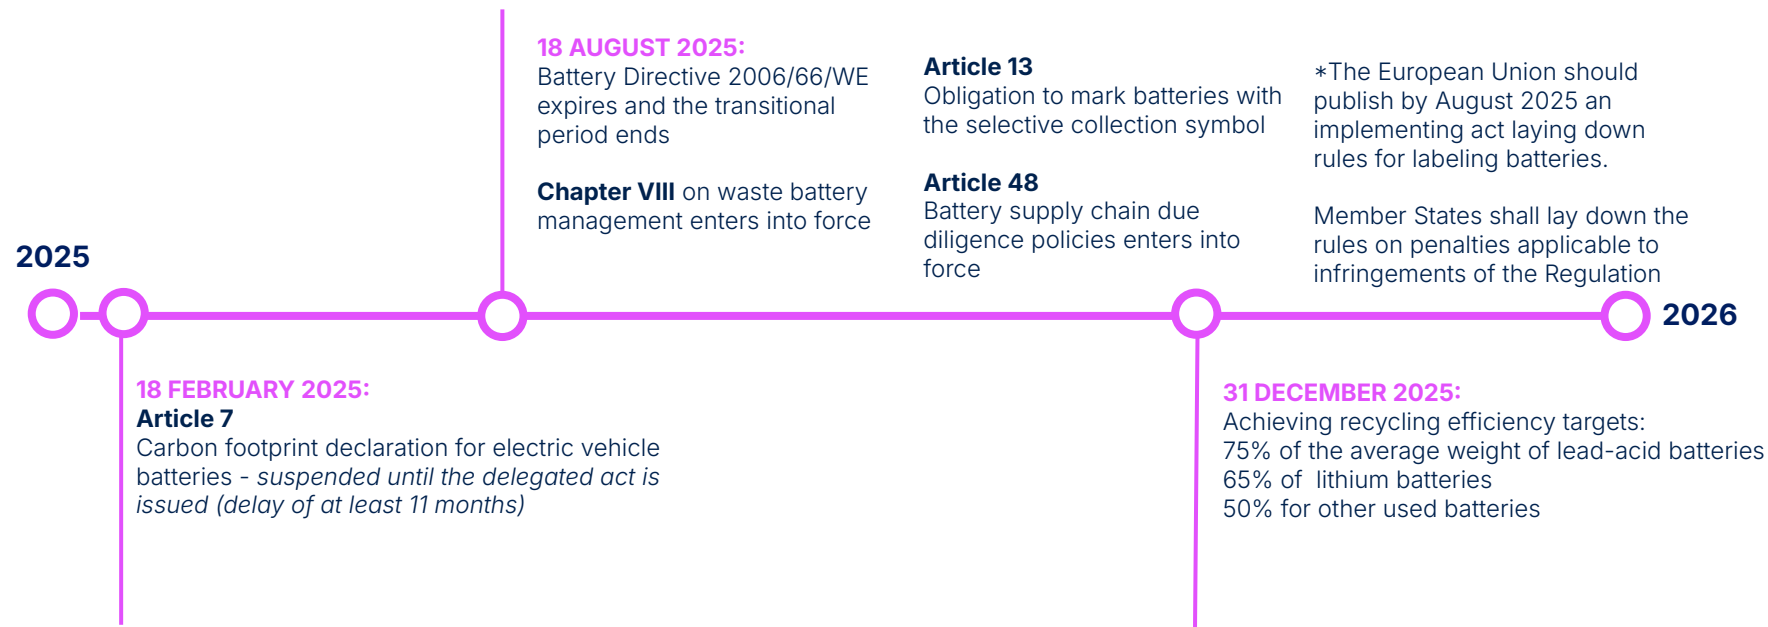 2025
18 AUGUST 2025:
Battery Directive 2006/66/WE
expires and the transitional
period ends
Chapter VIII on waste battery
management enters into force
Article 13
Obligation to mark batteries with
the selective collection symbol
Article 48
Battery supply chain due
diligence policies enters into
force
*The European Union should
publish by August 2025 an
implementing act laying down
rules for labeling batteries.
Member States shall lay down the
rules on penalties applicable to
infringements of the Regulation
2026
18 FEBRUARY 2025:
Article 7
Carbon footprint declaration for electric vehicle
batteries - suspended until the delegated act is
issued (delay of at least 11 months)
31 DECEMBER 2025:
Achieving recycling efficiency targets:
75% of the average weight of lead-acid batteries
65% of  lithium batteries
50% for other used batteries